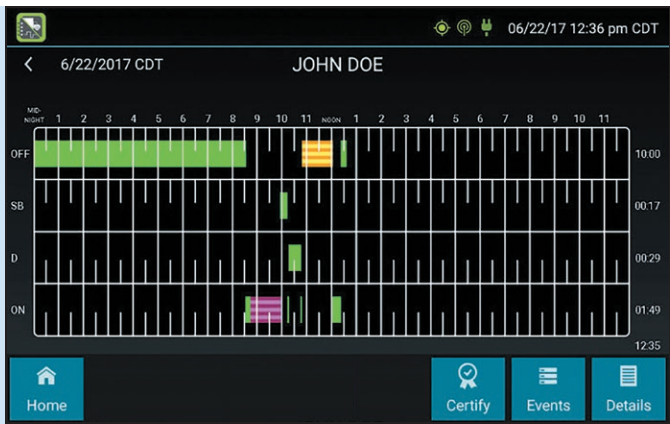 06/22/17 12:36 pm CDT
6/22/2017 CDT JOHN DOE
MID-
NIGHT 1 2 3 4 5 6 7 8 9 10 11 NOON 1 2 3 4 5 6 7 8 9 10 11
OFF 10:00
SB 00:17
D 00:29
ON 01:49
12:35
Home Certify Events Details